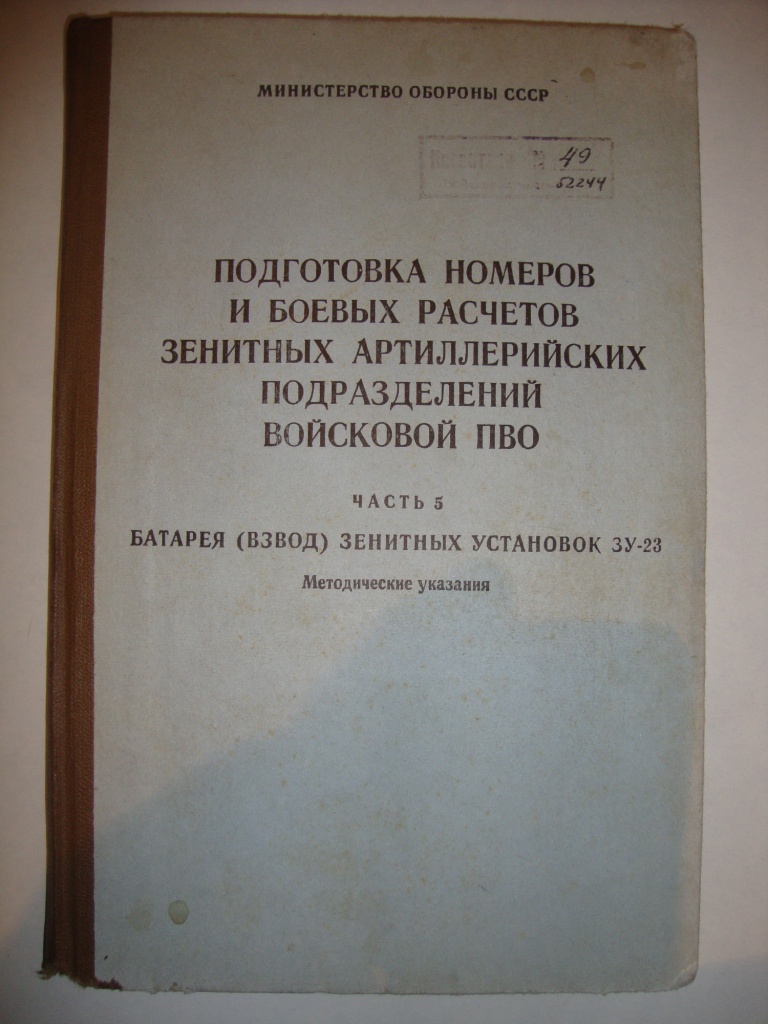 МИНИСТЕРСТВО ОБОРОНЫ СССР
49
52244
ПОДГОТОВКА НОМЕРОВ
И БОЕВЫХ РАСЧЕТОВ
ЗЕНИТНЫХ АРТИЛЛЕРИЙСКИХ
ПОДРАЗДЕЛЕНИЙ
ВОЙСКОВОЙ ПВО
ЧАСТЬ 5
БАТАРЕЯ (ВЗВОД) ЗЕНИТНЫХ УСТАНОВОК ЗУ-23
Методические указания